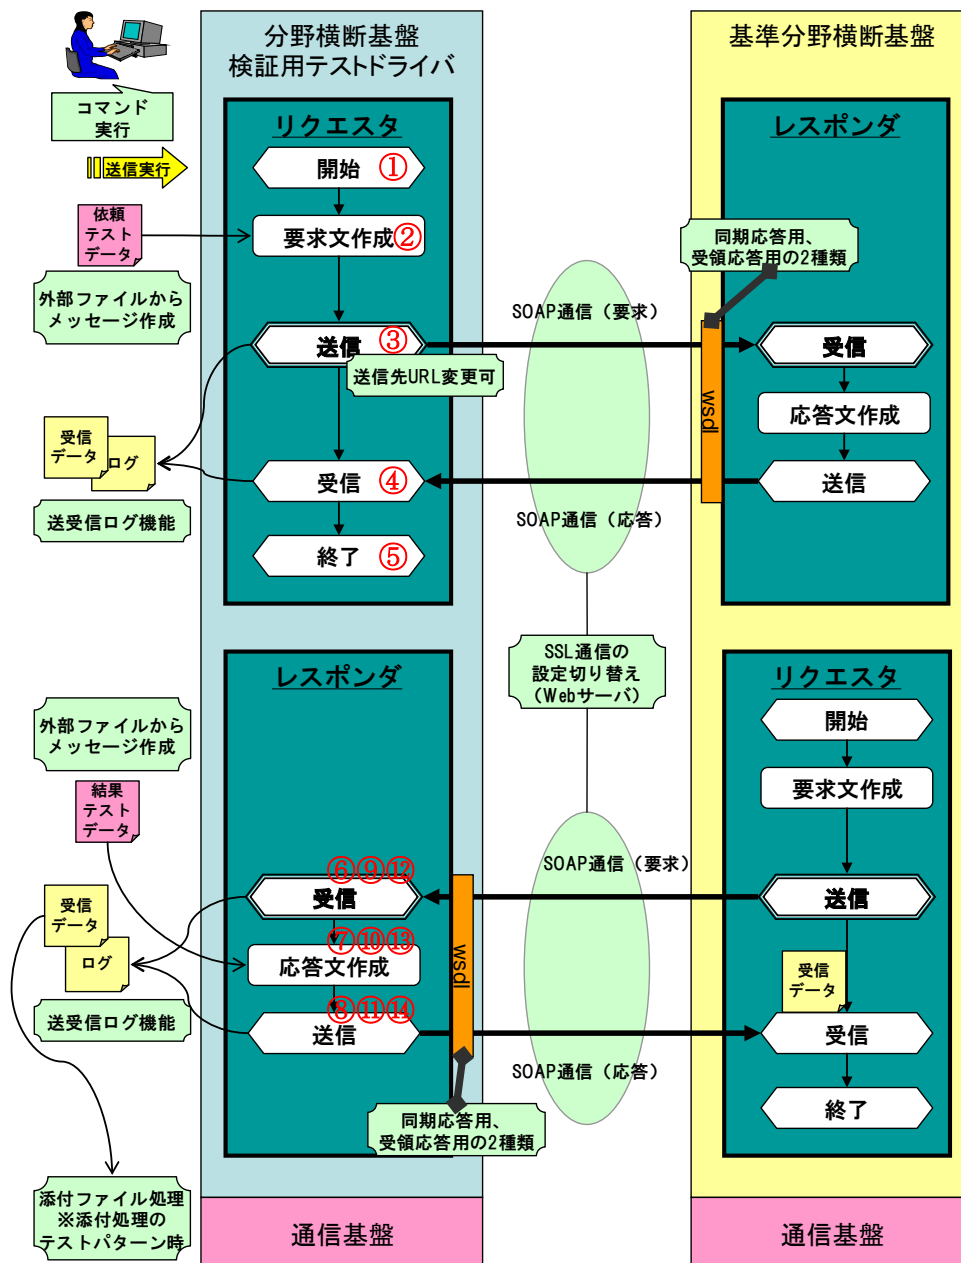 分野横断基盤
検証用テストドライバ
基準分野横断基盤
コマンド
実行
送信実行
リクエスタ
開始 ①
依頼
テスト
データ
要求文作成 ②
外部ファイルから
メッセージ作成
送信 ③
送信先URL変更可
受信
データ
ログ
受信 ④
送受信ログ機能
終了 ⑤
SOAP通信（要求）
SOAP通信（応答）
レスポンダ
同期応答用、
受領応答用の2種類
wsdl
受信
応答文作成
送信
SSL通信の
設定切り替え
（Webサーバ）
レスポンダ
外部ファイルから
メッセージ作成
結果
テスト
データ
⑥⑨⑫
受信
⑦⑩⑬
応答文作成
⑧⑪⑭
送信
受信
データ
ログ
送受信ログ機能
wsdl
同期応答用、
受領応答用の2種類
SOAP通信（要求）
SOAP通信（応答）
リクエスタ
開始
要求文作成
送信
受信
データ
受信
終了
添付ファイル処理
※添付処理の
テストパターン時
通信基盤
通信基盤